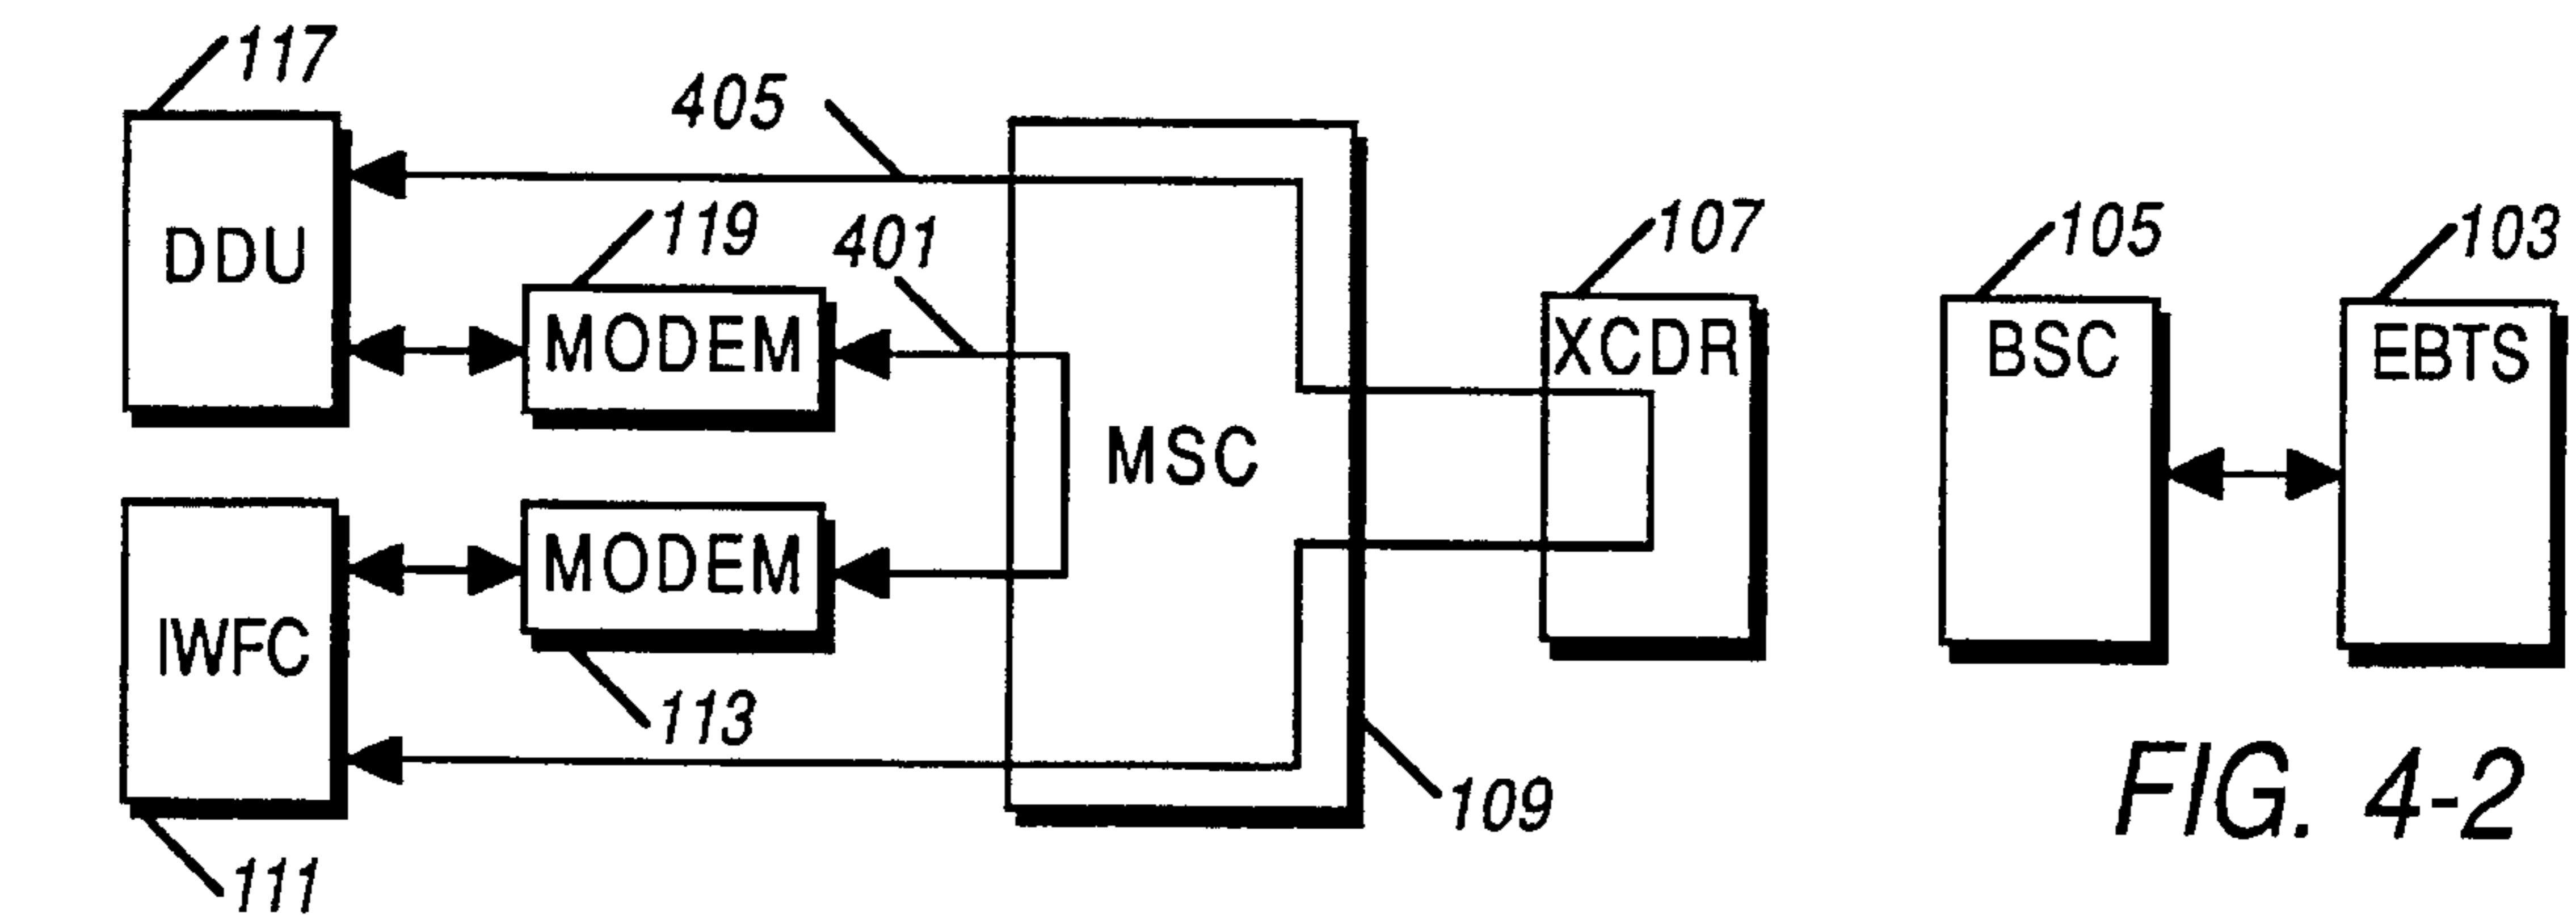 117
405
119
401
107
105
103
DDU
MODEM
XCDR
BSC
EBTS
MSC
MODEM
IWFC
113
109
111
FIG. 4-2